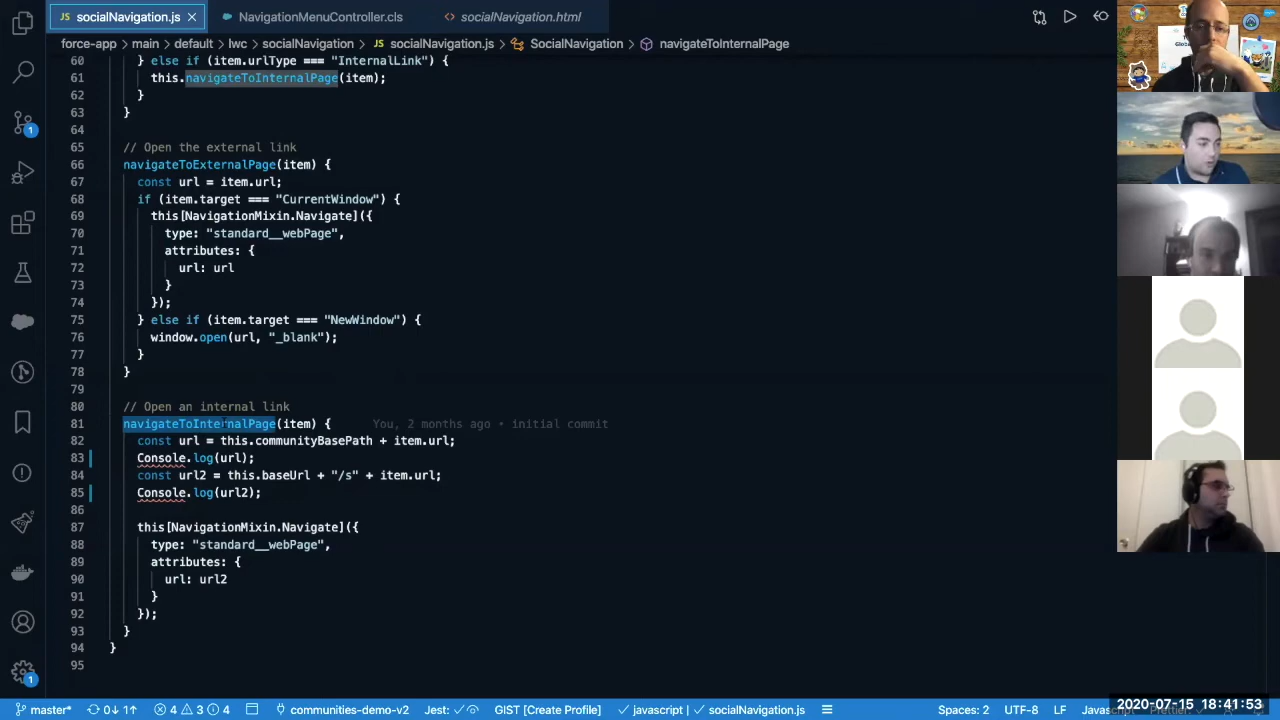 socialNavigation.js
NavigationMenuController.cls
socialNavigation.html
force-app > main > default > lwc > socialNavigation > socialNavigation.js > SocialNavigation > navigateToInternalPage
60 } else if (item.urlType === "InternalLink") {
61 this.navigateToInternalPage(item);
62 }
63 }
64
65 // Open the external link
66 navigateToExternalPage(item) {
67 const url = item.url;
68 if (item.target === "CurrentWindow") {
69 this[NavigationMixin.Navigate]({
70 type: "standard__webPage",
71 attributes: {
72 url: url
73 }
74 });
75 } else if (item.target === "NewWindow") {
76 window.open(url, "_blank");
77 }
78 }
79
80 // Open an internal link
81 navigateToInternalPage(item) { You, 2 months ago • initial commit
82 const url = this.communityBasePath + item.url;
83 Console.log(url);
84 const url2 = this.baseUrl + "/s" + item.url;
85 Console.log(url2);
86
87 this[NavigationMixin.Navigate]({
88 type: "standard__webPage",
89 attributes: {
90 url: url2
91 }
92 });
93 }
94 }
95
1
1
master* 0↓ 1↑ 4 3 4 communities-demo-v2 Jest: ✓ GIST [Create Profile] ✓ javascript | ✓ socialNavigation.js Spaces: 2 UTF-8 LF Javascript
2020-07-15 18:41:53